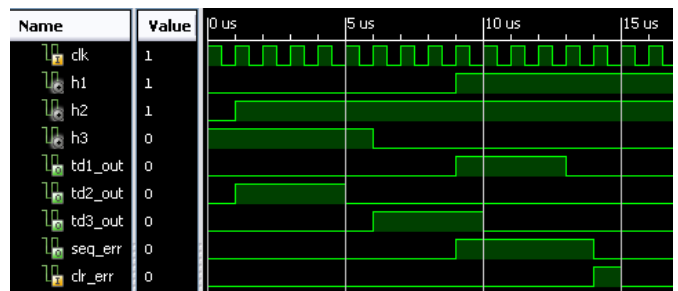 Name Value 0 us 5 us 10 us 15 us
clk 1
h1 1
h2 1
h3 0
td1_out 0
td2_out 0
td3_out 0
seq_err 0
clr_err 0